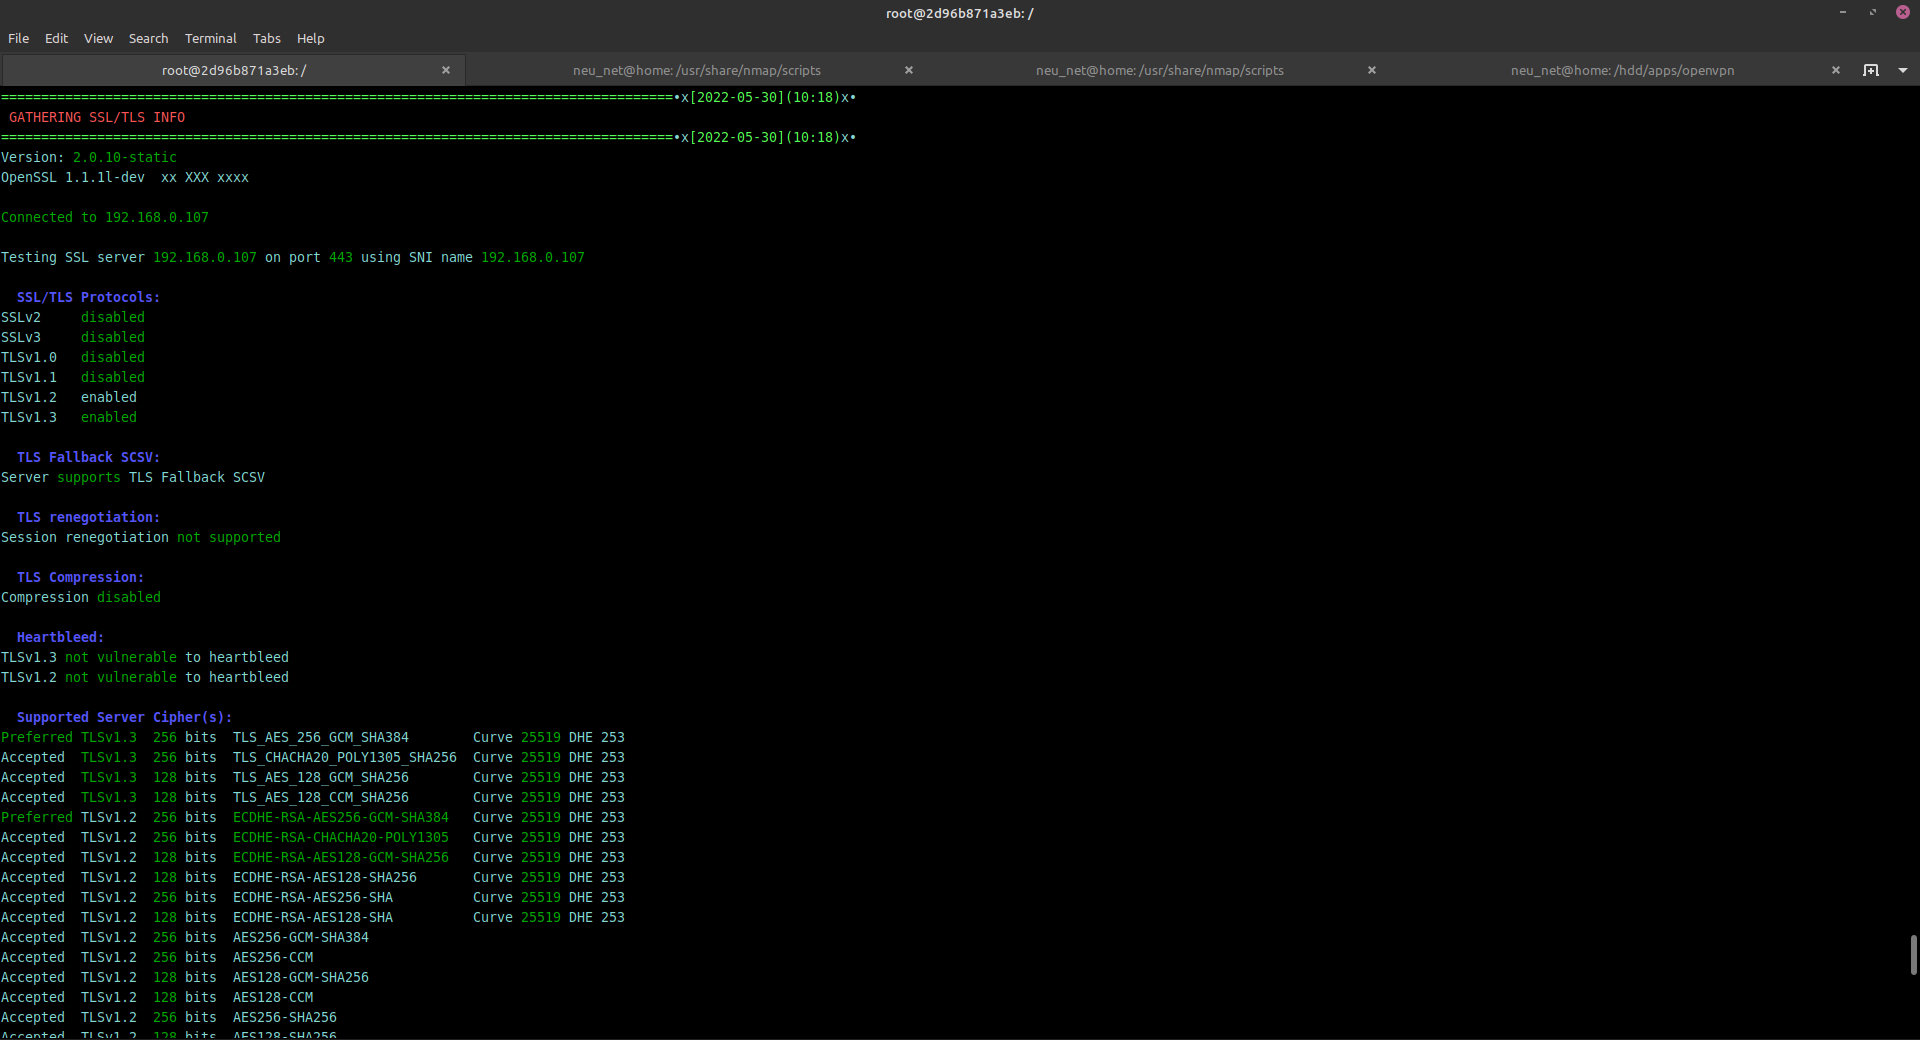 root@2d96b871a3eb: /
File Edit View Search Terminal Tabs Help
root@2d96b871a3eb: / neu_net@home: /usr/share/nmap/scripts neu_net@home: /usr/share/nmap/scripts neu_net@home: /hdd/apps/openvpn
====================================================================================•x[2022-05-30](10:18)x•
GATHERING SSL/TLS INFO
====================================================================================•x[2022-05-30](10:18)x•
Version: 2.0.10-static
OpenSSL 1.1.1l-dev  xx XXX xxxx
Connected to 192.168.0.107
Testing SSL server 192.168.0.107 on port 443 using SNI name 192.168.0.107
SSL/TLS Protocols:
SSLv2     disabled
SSLv3     disabled
TLSv1.0   disabled
TLSv1.1   disabled
TLSv1.2   enabled
TLSv1.3   enabled
TLS Fallback SCSV:
Server supports TLS Fallback SCSV
TLS renegotiation:
Session renegotiation not supported
TLS Compression:
Compression disabled
Heartbleed:
TLSv1.3 not vulnerable to heartbleed
TLSv1.2 not vulnerable to heartbleed
Supported Server Cipher(s):
Preferred TLSv1.3  256 bits  TLS_AES_256_GCM_SHA384        Curve 25519 DHE 253
Accepted  TLSv1.3  256 bits  TLS_CHACHA20_POLY1305_SHA256  Curve 25519 DHE 253
Accepted  TLSv1.3  128 bits  TLS_AES_128_GCM_SHA256        Curve 25519 DHE 253
Accepted  TLSv1.3  128 bits  TLS_AES_128_CCM_SHA256        Curve 25519 DHE 253
Preferred TLSv1.2  256 bits  ECDHE-RSA-AES256-GCM-SHA384   Curve 25519 DHE 253
Accepted  TLSv1.2  256 bits  ECDHE-RSA-CHACHA20-POLY1305   Curve 25519 DHE 253
Accepted  TLSv1.2  128 bits  ECDHE-RSA-AES128-GCM-SHA256   Curve 25519 DHE 253
Accepted  TLSv1.2  128 bits  ECDHE-RSA-AES128-SHA256       Curve 25519 DHE 253
Accepted  TLSv1.2  256 bits  ECDHE-RSA-AES256-SHA          Curve 25519 DHE 253
Accepted  TLSv1.2  128 bits  ECDHE-RSA-AES128-SHA          Curve 25519 DHE 253
Accepted  TLSv1.2  256 bits  AES256-GCM-SHA384
Accepted  TLSv1.2  256 bits  AES256-CCM
Accepted  TLSv1.2  128 bits  AES128-GCM-SHA256
Accepted  TLSv1.2  128 bits  AES128-CCM
Accepted  TLSv1.2  256 bits  AES256-SHA256
Accepted  TLSv1.2  128 bits  AES128-SHA256